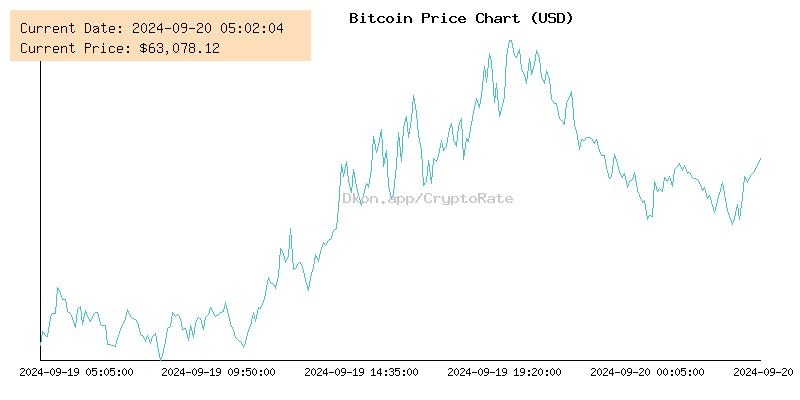 Bitcoin Price Chart (USD)
Current Date: 2024-09-20 05:02:04
Current Price: $63,078.12
Dkon.app/CryptoRate
2024-09-19 05:05:00 2024-09-19 09:50:00 2024-09-19 14:35:00 2024-09-19 19:20:00 2024-09-20 00:05:00 2024-09-20